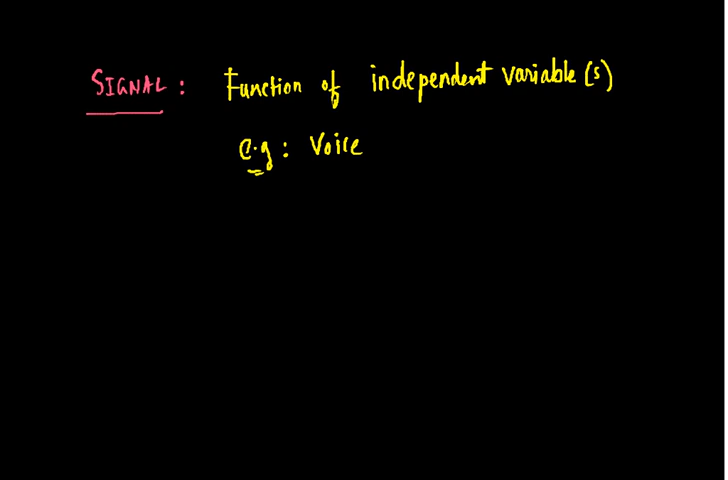 SIGNAL : Function of independent variable(s)
e.g : Voice